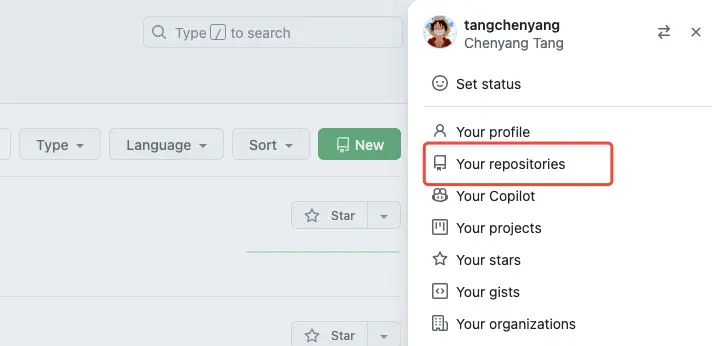 Type / to search
Type
Language
Sort
New
Star
Star
tangchenyang
Chenyang Tang
Set status
Your profile
Your repositories
Your Copilot
Your projects
Your stars
Your gists
Your organizations